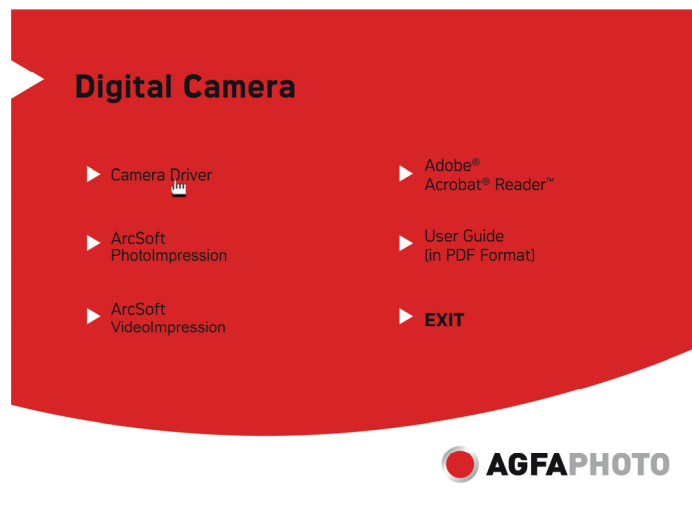 Digital Camera
Camera Driver
ArcSoft
PhotoImpression
ArcSoft
VideoImpression
Adobe®
Acrobat® Reader™
User Guide
(in PDF Format)
EXIT
AGFAPHOTO